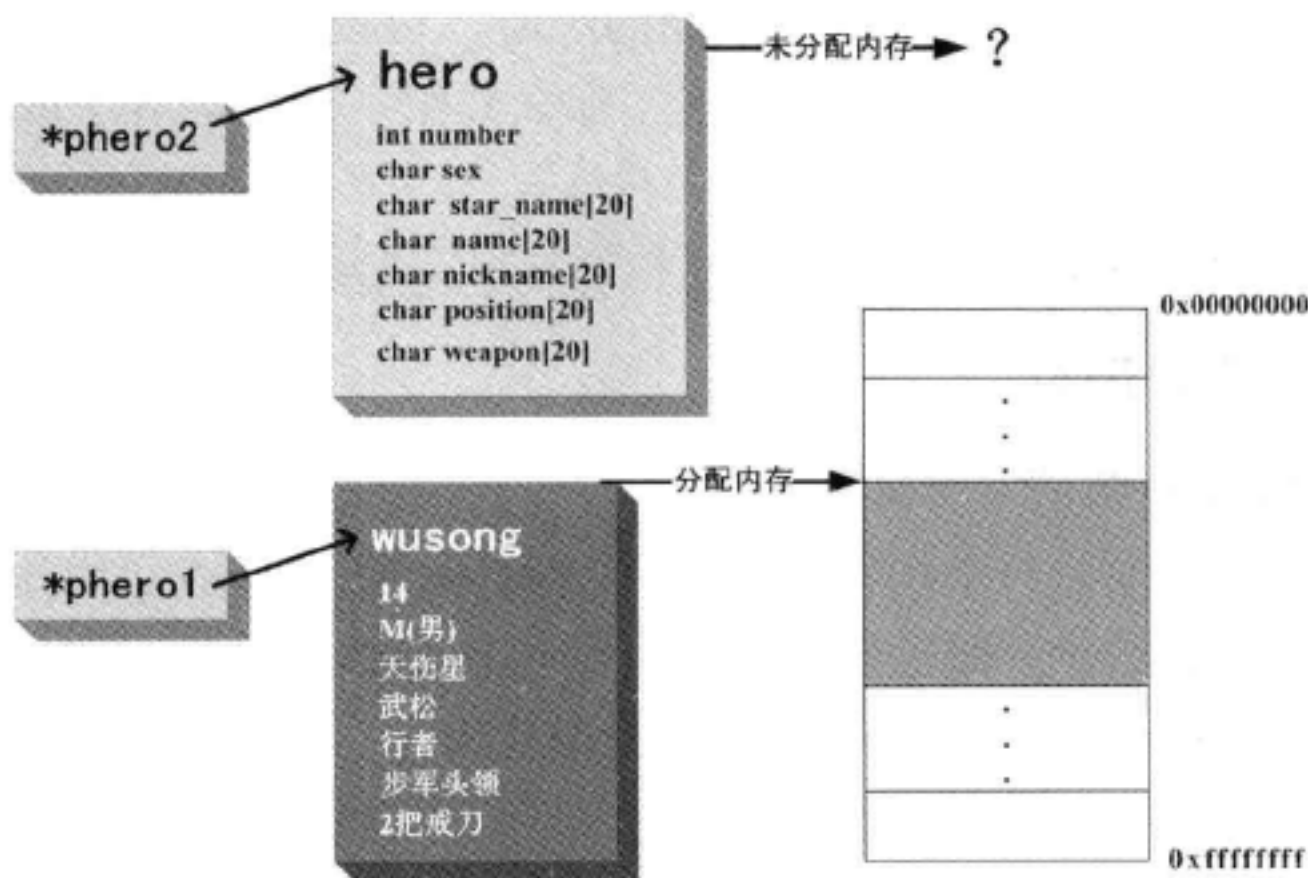 *phero2
hero
int number
char sex
char star_name[20]
char name[20]
char nickname[20]
char position[20]
char weapon[20]
未分配内存
?
*phero1
wusong
14
M(男)
天伤星
武松
行者
步军头领
2把戒刀
分配内存
0x00000000
0xffffffff